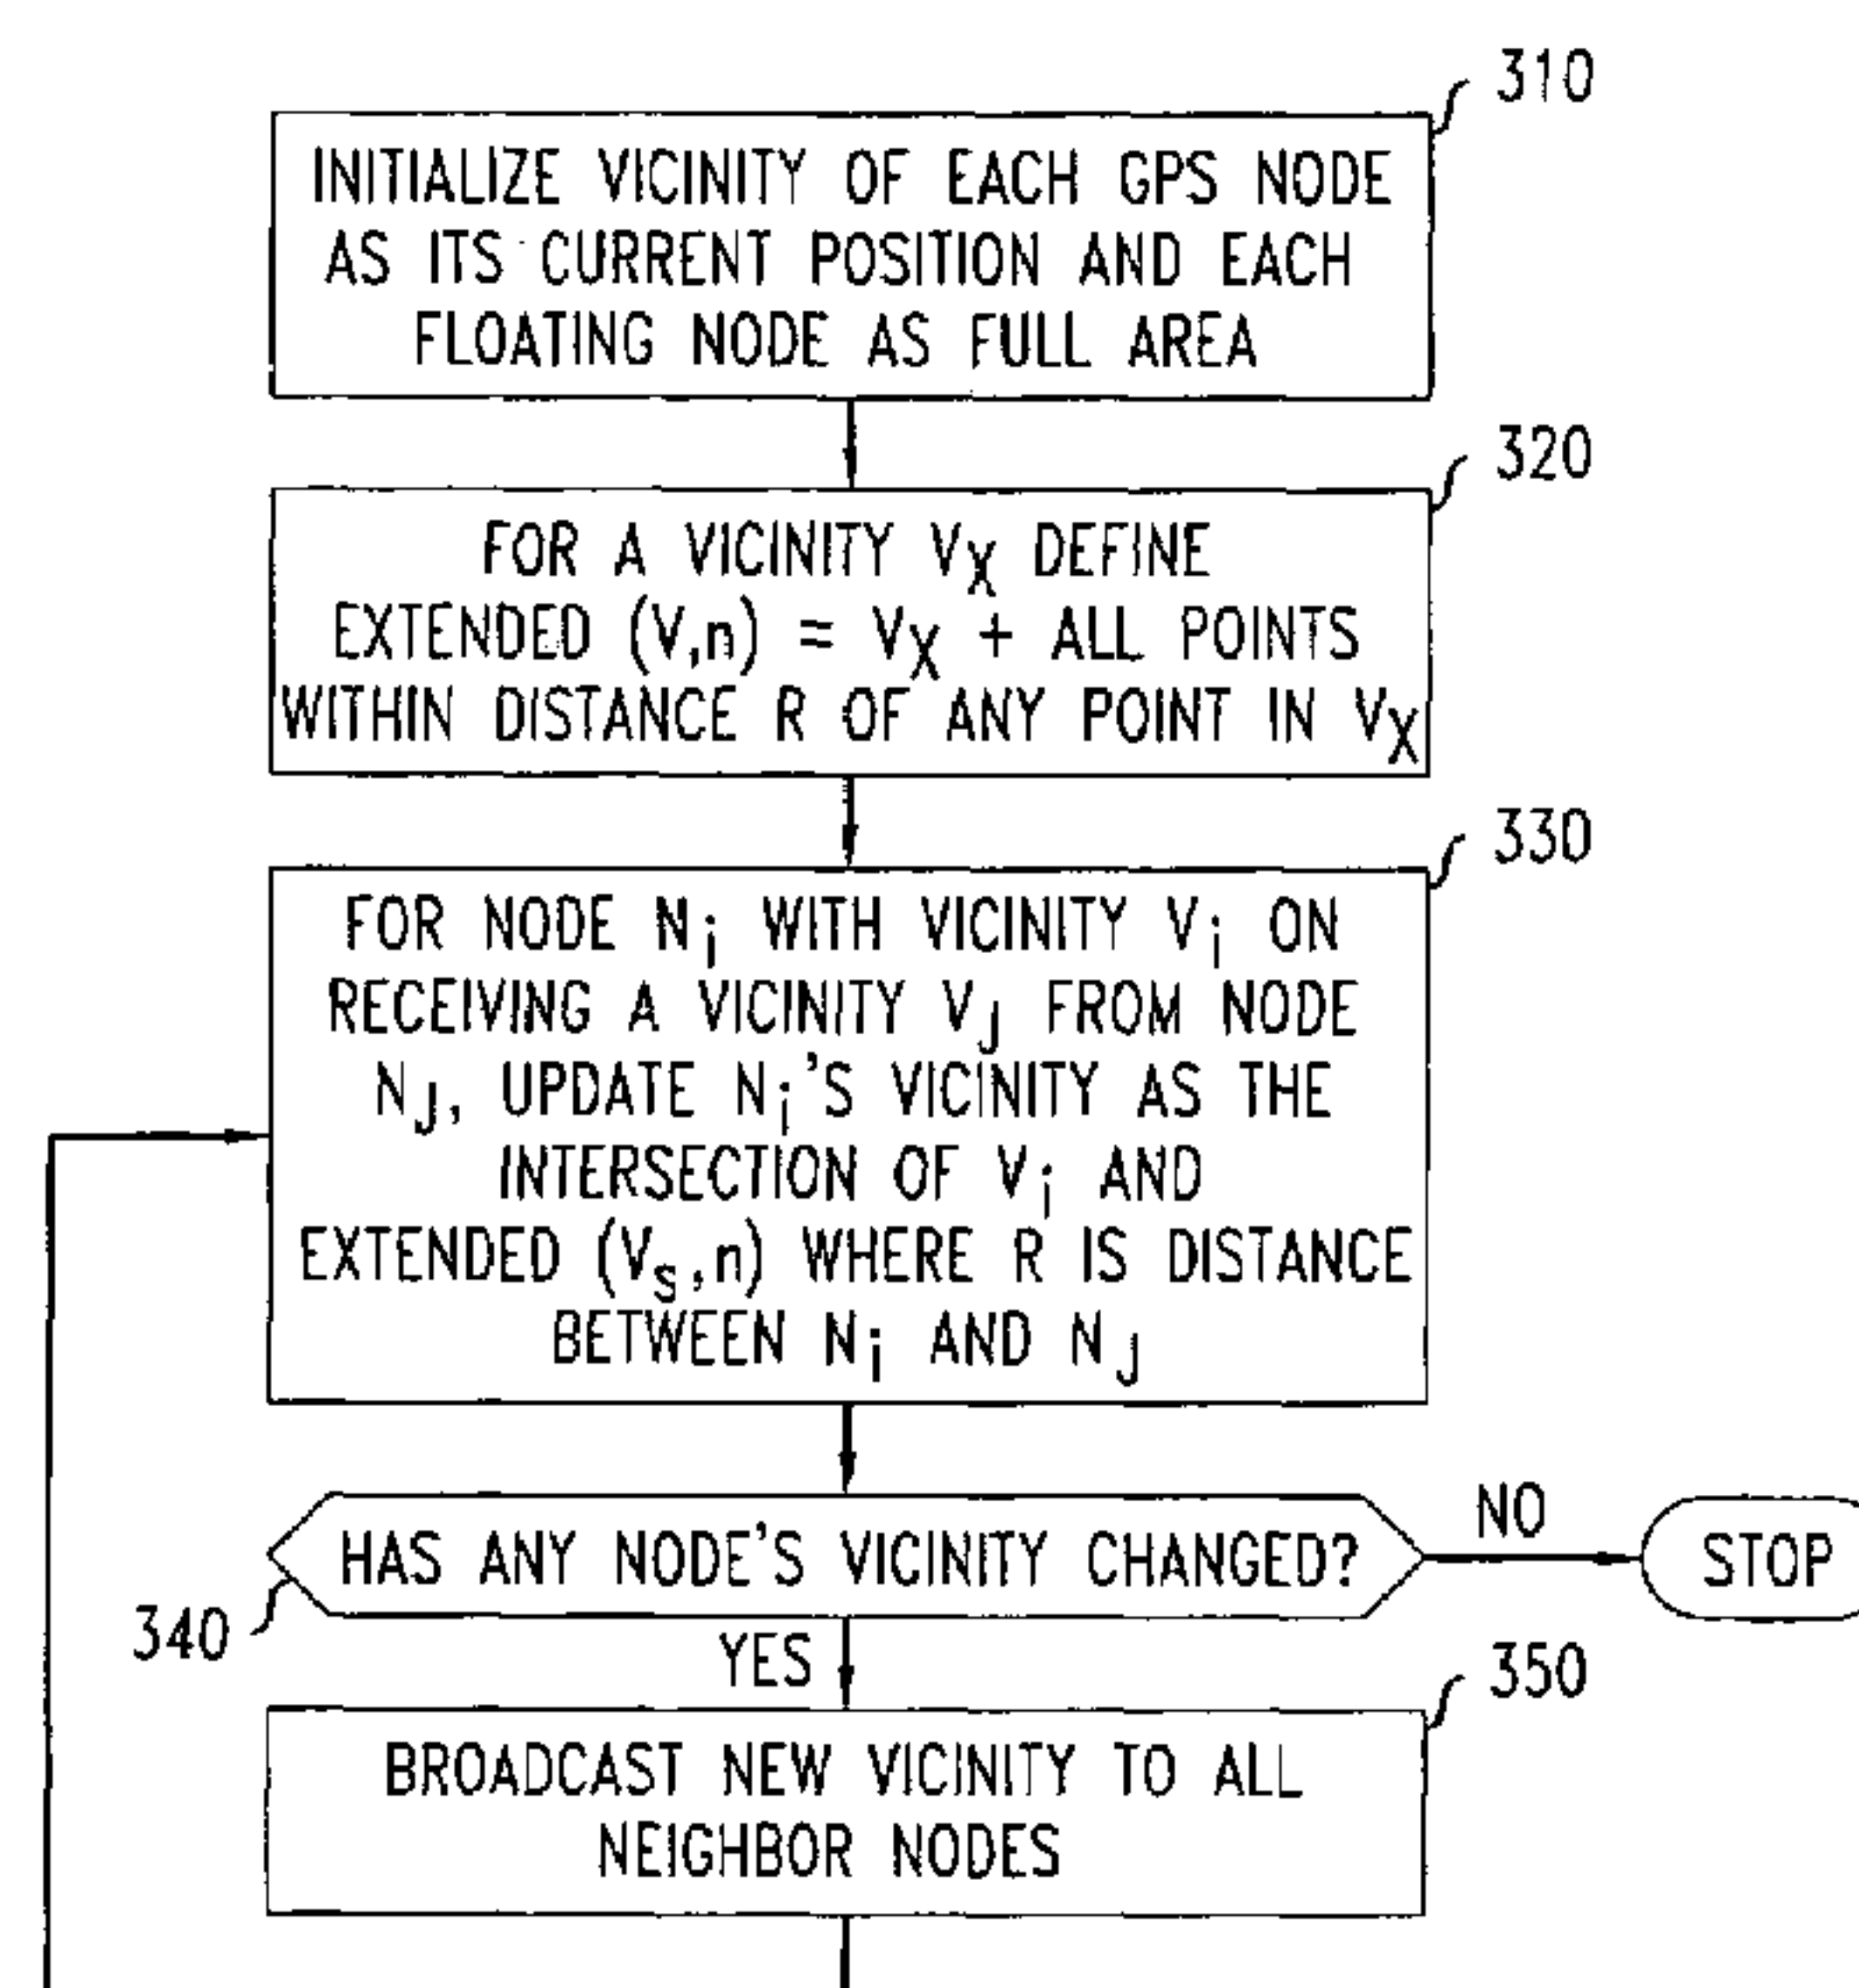 310
INITIALIZE VICINITY OF EACH GPS NODE
AS ITS CURRENT POSITION AND EACH
FLOATING NODE AS FULL AREA
320
FOR A VICINITY VX DEFINE
EXTENDED (V,n) = VX + ALL POINTS
WITHIN DISTANCE R OF ANY POINT IN VX
330
FOR NODE Ni WITH VICINITY Vi ON
RECEIVING A VICINITY VJ FROM NODE
NJ, UPDATE Ni'S VICINITY AS THE
INTERSECTION OF Vi AND
EXTENDED (Vs,n) WHERE R IS DISTANCE
BETWEEN Ni AND NJ
HAS ANY NODE'S VICINITY CHANGED?
NO
STOP
340
YES
350
BROADCAST NEW VICINITY TO ALL
NEIGHBOR NODES